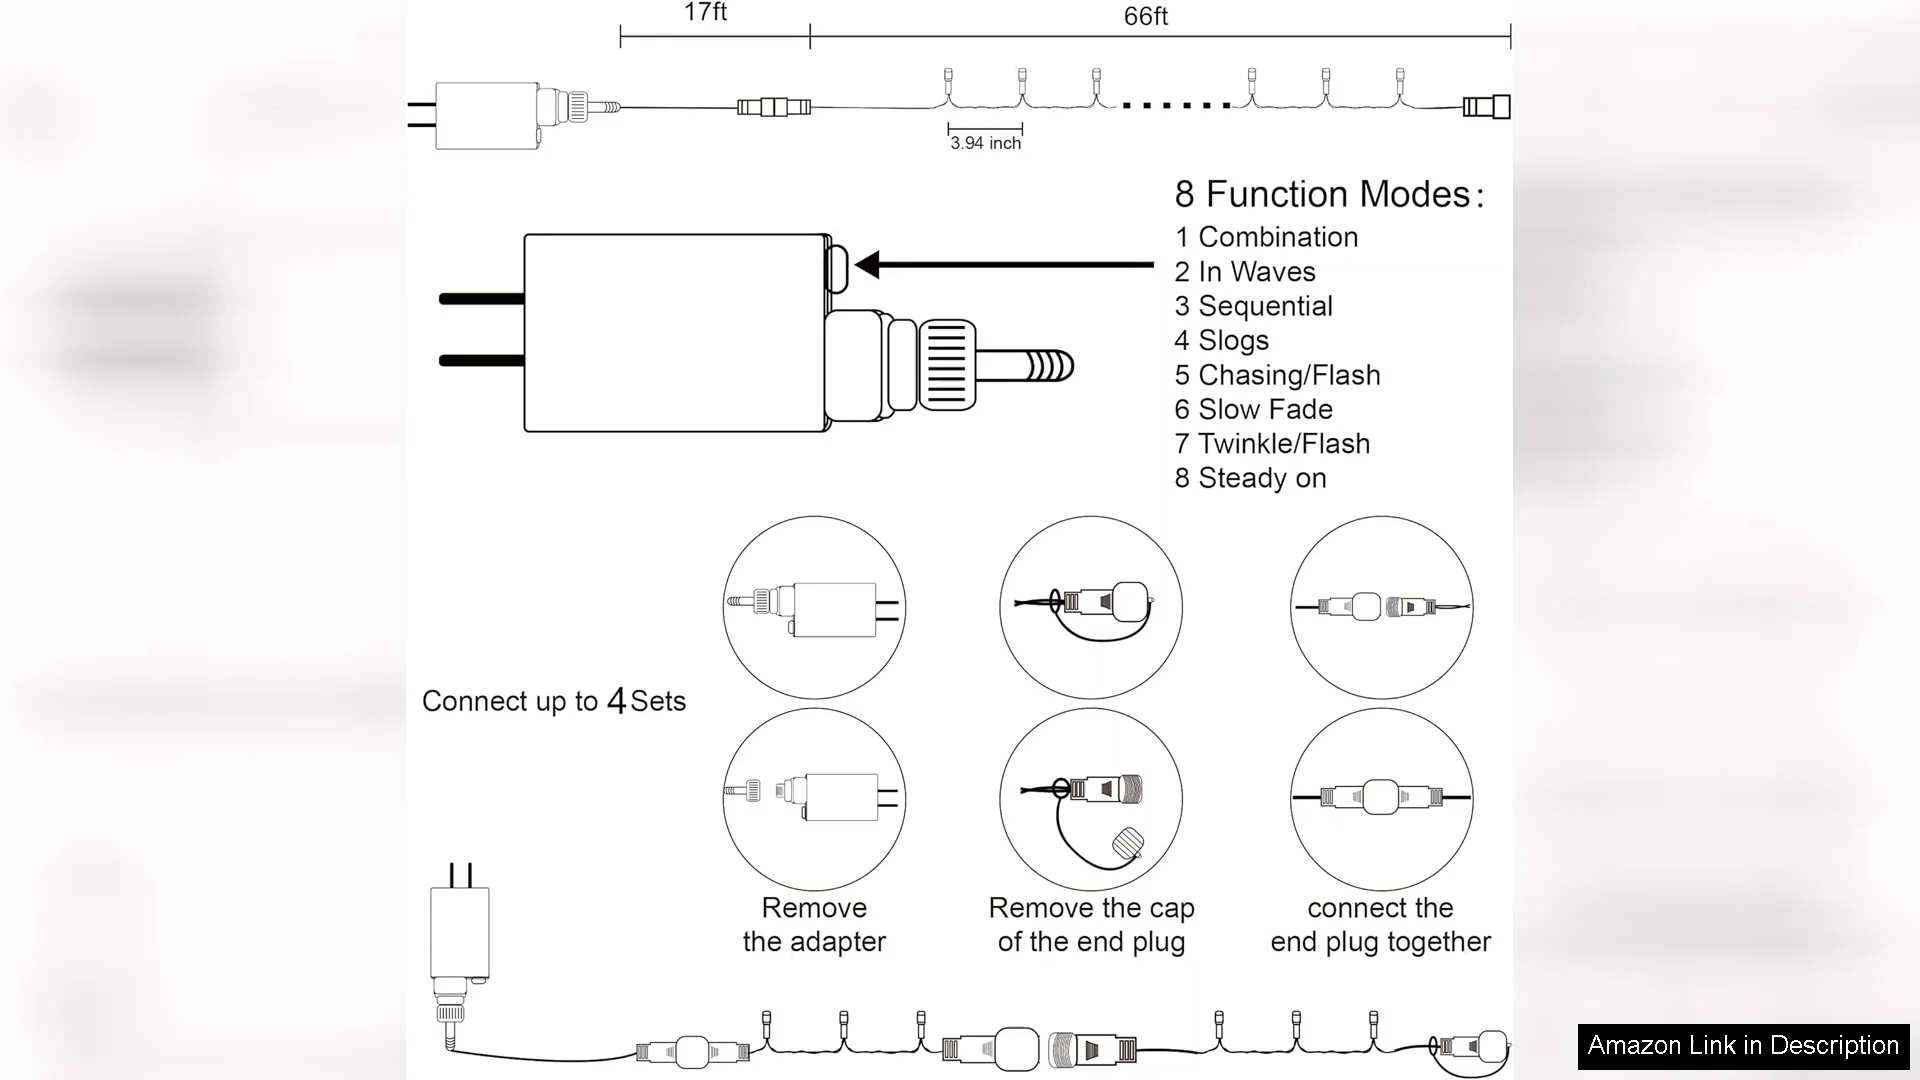 17ft
66ft
3.94 inch
8 Function Modes:
1 Combination
2 In Waves
3 Sequential
4 Slogs
5 Chasing/Flash
6 Slow Fade
7 Twinkle/Flash
8 Steady on
Connect up to 4 Sets
Remove
the adapter
Remove the cap
of the end plug
connect the
end plug together
Amazon Link in Description